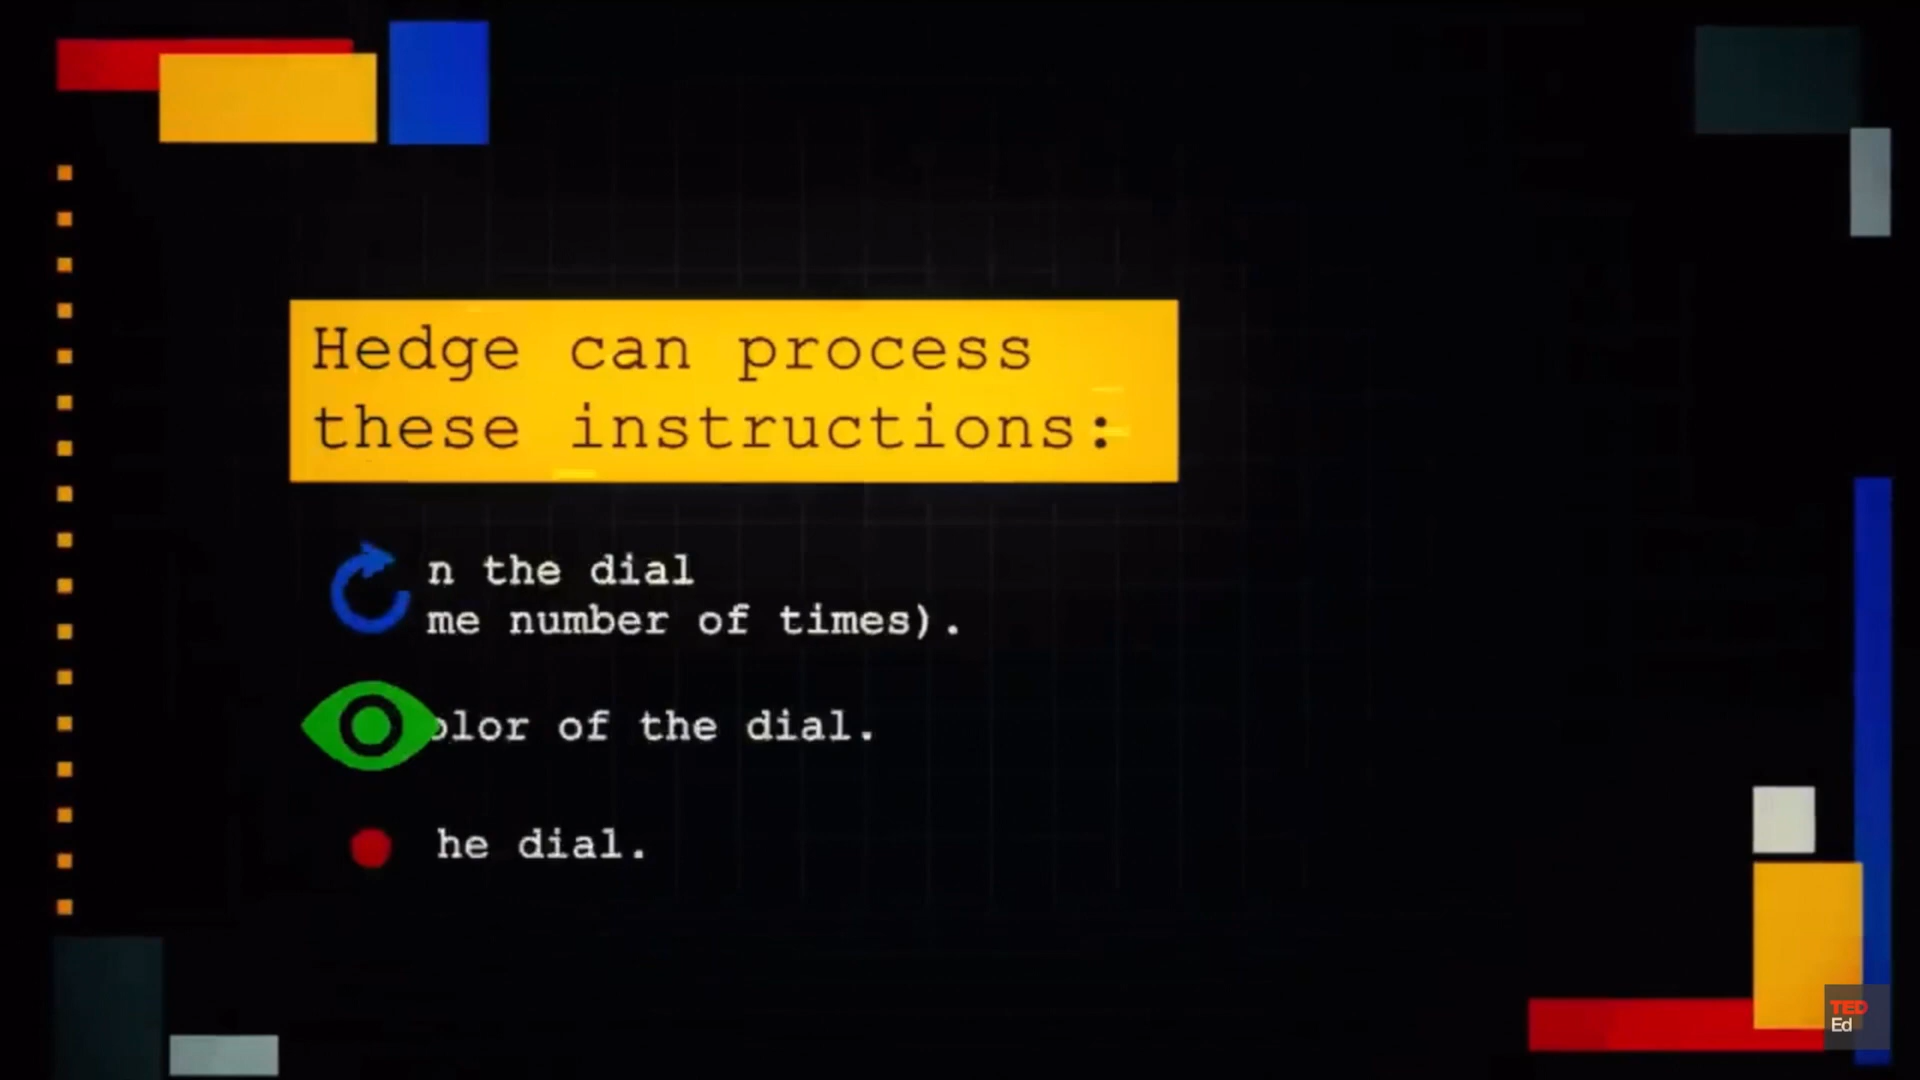 Hedge can process
these instructions:
n the dial
me number of times).
olor of the dial.
he dial.
TED
Ed